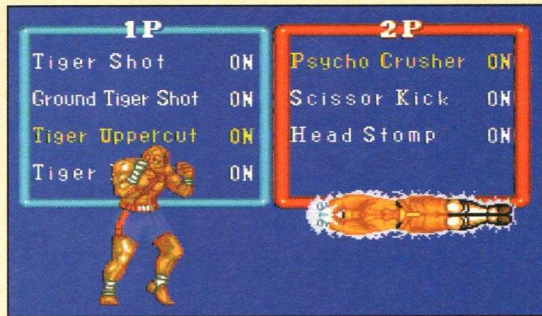 1P
Tiger Shot ON
Ground Tiger Shot ON
Tiger Uppercut ON
Tiger ON
2P
Psycho Crusher ON
Scissor Kick ON
Head Stomp ON